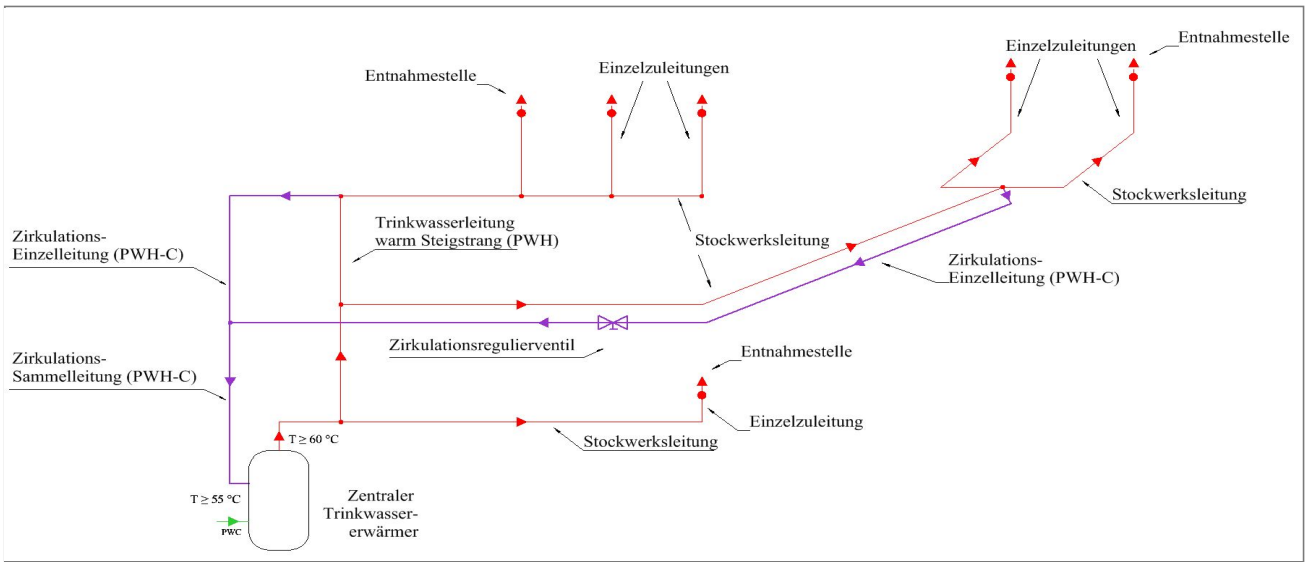 Einzelzuleitungen
Entnahmestelle
Entnahmestelle
Einzelzuleitungen
Stockwerksleitung
Trinkwasserleitung
warm Steigstrang (PWH)
Stockwerksleitung
Zirkulations-
Einzelleitung (PWH-C)
Zirkulations-
Einzelleitung (PWH-C)
Zirkulationsregulierventil
Entnahmestelle
Zirkulations-
Sammelleitung (PWH-C)
Einzelzuleitung
T ≥ 60 °C
Stockwerksleitung
T ≥ 55 °C
Zentraler
Trinkwasser-
erwärmer
PWC